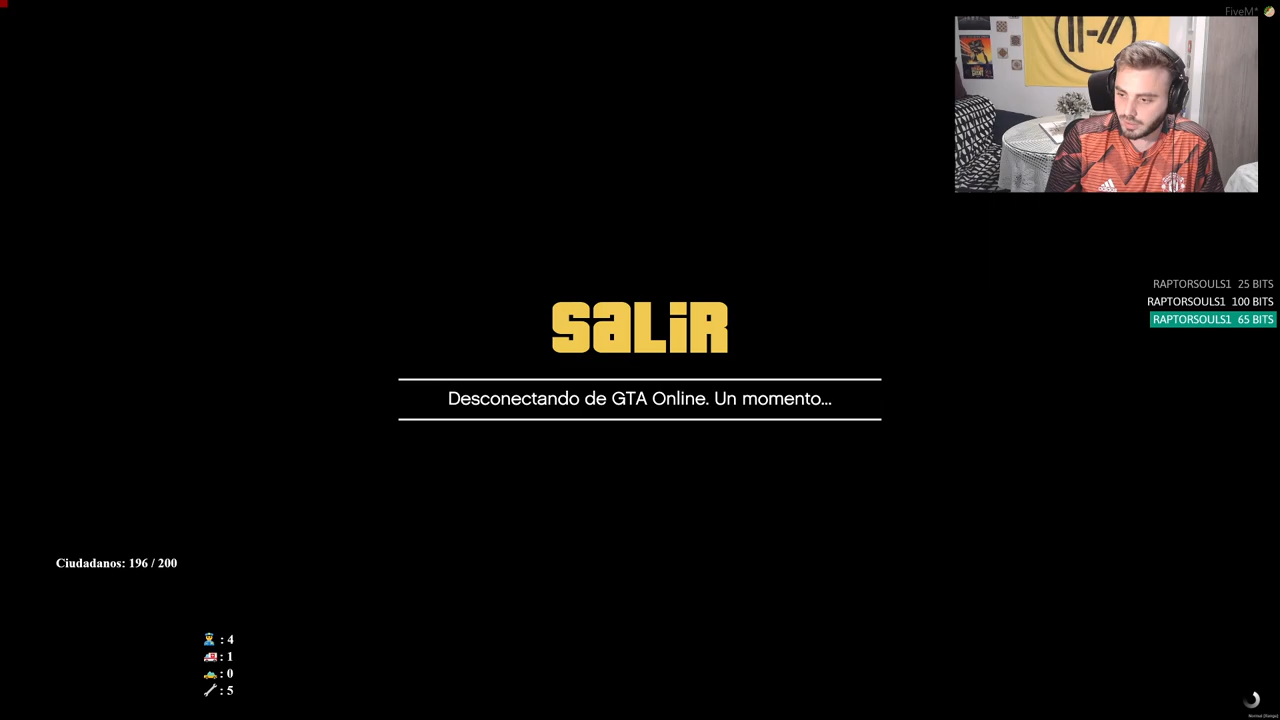 FiveM*
RAPTORSOULS1 25 BITS
RAPTORSOULS1 100 BITS
RAPTORSOULS1 65 BITS
SALIR
Desconectando de GTA Online. Un momento...
Ciudadanos: 196 / 200
: 4
: 1
: 0
: 5